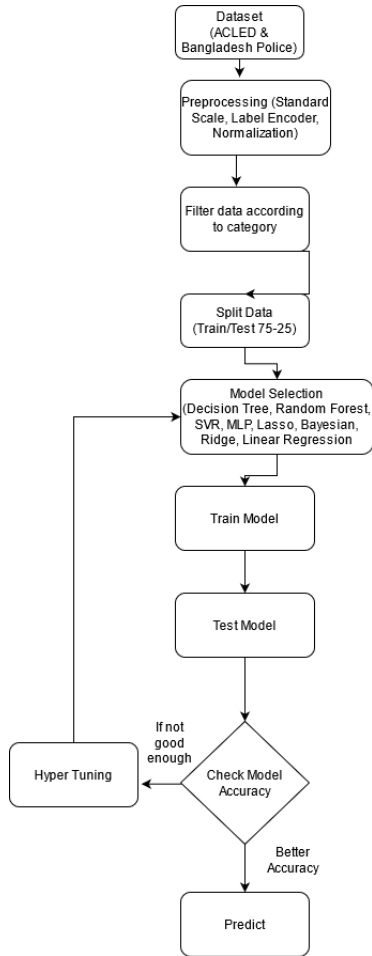 Dataset
(ACLED &
Bangladesh Police)
Preprocessing (Standard
Scale, Label Encoder,
Normalization)
Filter data according
to category
Split Data
(Train/Test 75-25)
Model Selection
(Decision Tree, Random Forest,
SVR, MLP, Lasso, Bayesian,
Ridge, Linear Regression
Train Model
Test Model
If not
good
enough
Hyper Tuning
Check Model
Accuracy
Better
Accuracy
Predict